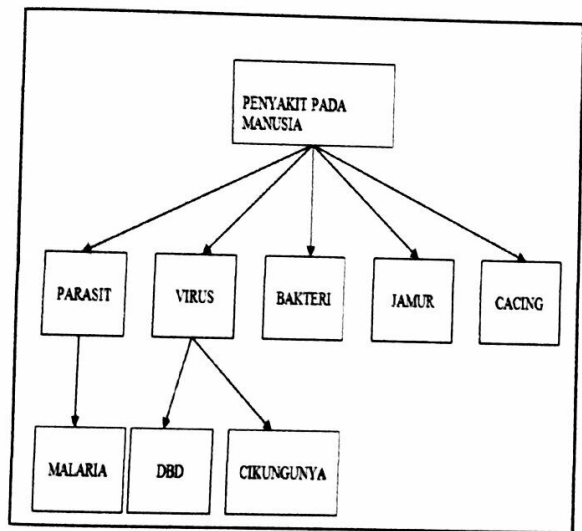 PENYAKIT PADA
MANUSIA
PARASIT
VIRUS
BAKTERI
JAMUR
CACING
MALARIA
DBD
CIKUNGUNYA